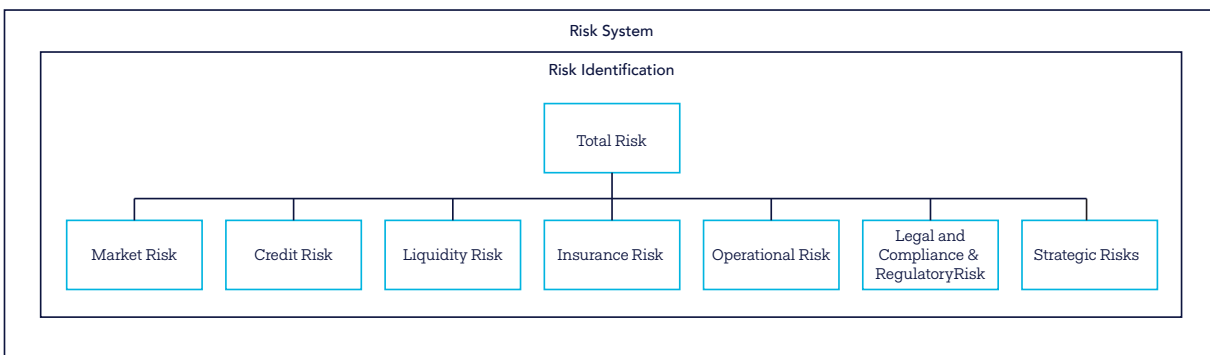 Risk System
Risk Identification
Total Risk
Market Risk
Credit Risk
Liquidity Risk
Insurance Risk
Operational Risk
Legal and
Compliance &
RegulatoryRisk
Strategic Risks